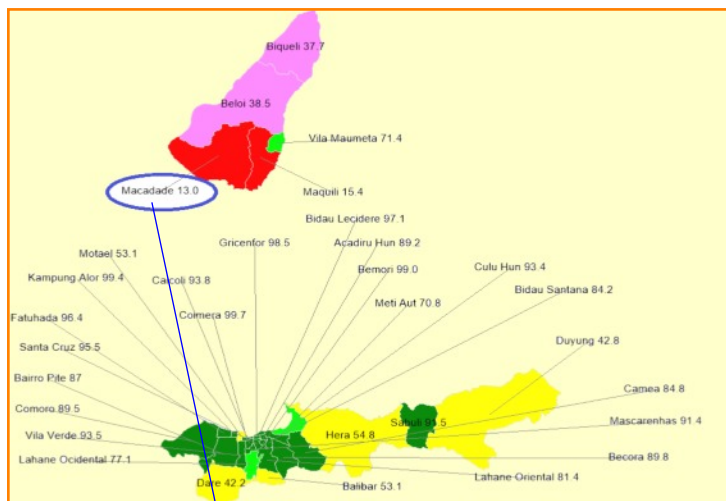 Biqueli 37.7
Beloi 38.5
Vila Maumeta 71.4
Macadade 13.0
Maquili 15.4
Bidau Lecidere 97.1
Gricenfor 98.5
Acadiru Hun 89.2
Motael 53.1
Bemori 99.0
Culu Hun 93.4
Kampung Alor 99.4
Caicoli 93.8
Bidau Santana 84.2
Meti Aut 70.8
Fatuhada 96.4
Coimera 99.7
Santa Cruz 95.5
Duyung 42.8
Bairro Pite 87
Camea 84.8
Comoro 89.5
Sabuli 95.5
Mascarenhas 91.4
Vila Verde 93.5
Hera 54.8
Becora 89.8
Lahane Ocidental 77.1
Lahane Oriental 81.4
Dare 42.2
Balibar 53.1